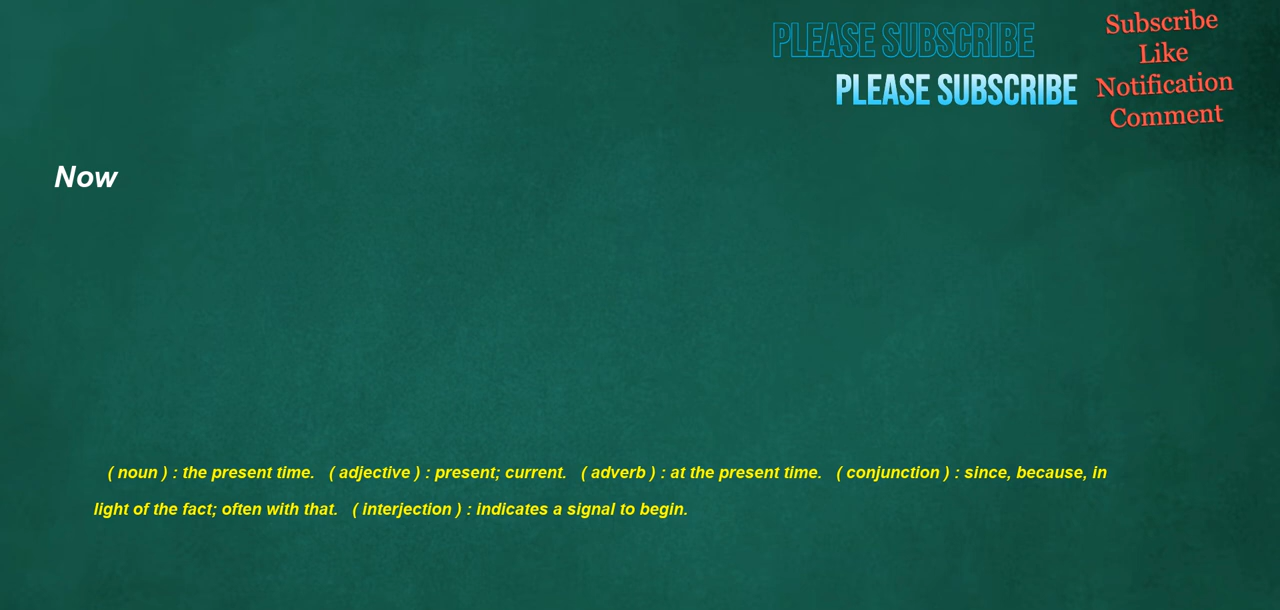 PLEASE SUBSCRIBE
PLEASE SUBSCRIBE
Subscribe
Like
Notification
Comment
Now
( noun ) : the present time. ( adjective ) : present; current. ( adverb ) : at the present time. ( conjunction ) : since, because, in
light of the fact; often with that. ( interjection ) : indicates a signal to begin.